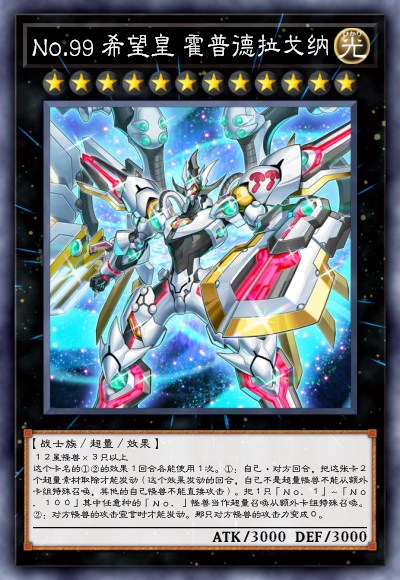 No.99 希望皇 霍普德拉戈纳
光
【战士族/超量/效果】
12星怪兽×3只以上
这个卡名的①②的效果1回合各能使用1次。①：自己·对方回合，把这张卡2
个超量素材取除才能发动（这个效果发动的回合，自己不是超量怪兽不能从额外
卡组特殊召唤，其他的自己怪兽不能直接攻击）。把1只「No．1」~「No
．100」其中任意种的「No．」怪兽当作超量召唤从额外卡组特殊召唤。
②：对方怪兽的攻击宣言时才能发动。那只对方怪兽的攻击力变成0。
ATK/3000 DEF/3000